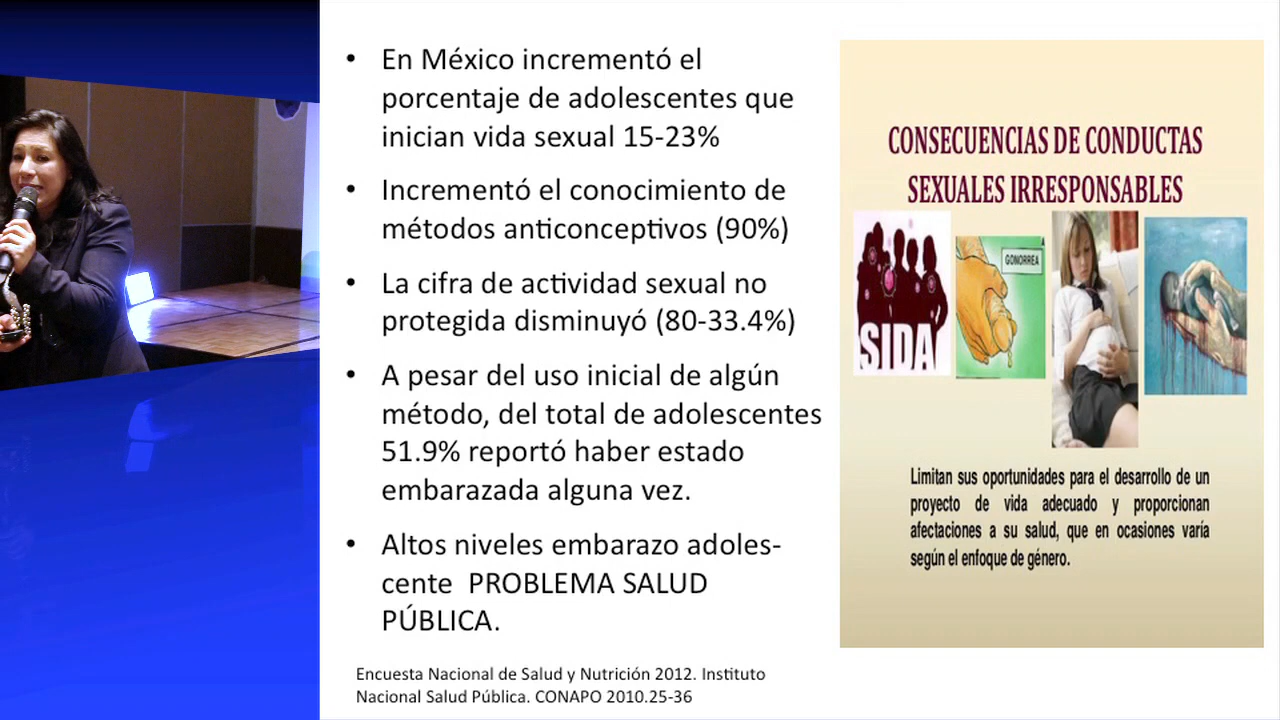 • En México incrementó el
porcentaje de adolescentes que
inician vida sexual 15-23%
• Incrementó el conocimiento de
métodos anticonceptivos (90%)
• La cifra de actividad sexual no
protegida disminuyó (80-33.4%)
• A pesar del uso inicial de algún
método, del total de adolescentes
51.9% reportó haber estado
embarazada alguna vez.
• Altos niveles embarazo adoles-
cente  PROBLEMA SALUD
PÚBLICA.
Encuesta Nacional de Salud y Nutrición 2012. Instituto
Nacional Salud Pública. CONAPO 2010.25-36
CONSECUENCIAS DE CONDUCTAS
SEXUALES IRRESPONSABLES
SIDA
GONORREA
Limitan sus oportunidades para el desarrollo de un
proyecto de vida adecuado y proporcionan
afectaciones a su salud, que en ocasiones varía
según el enfoque de género.